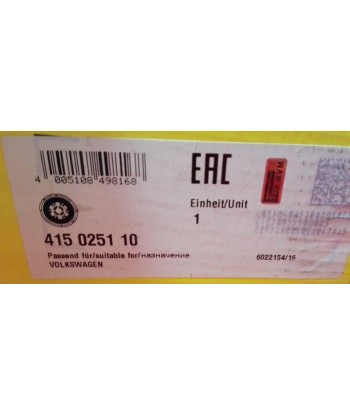 EAC
4 005108 498168
Einheit/Unit
1
415 0251 10
Passend für/suitable for/назначение
VOLKSWAGEN
6022154/16